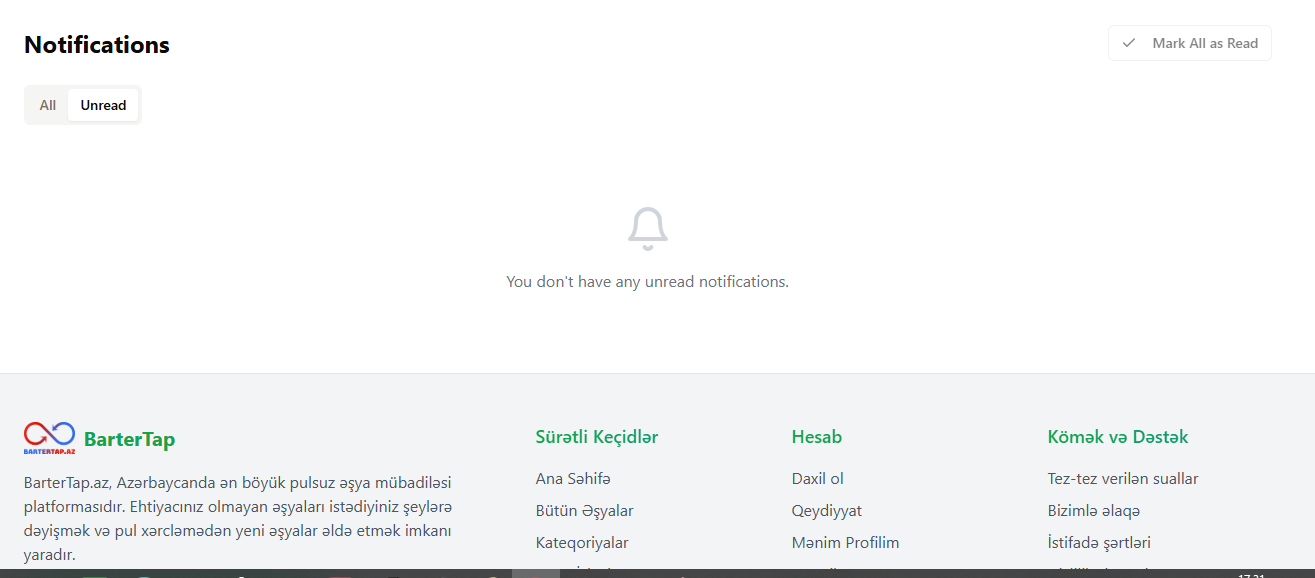 Notifications
Mark All as Read
All
Unread
You don't have any unread notifications.
BARTERTAP.AZ
BarterTap
BarterTap.az, Azərbaycanda ən böyük pulsuz əşya mübadiləsi
platformasıdır. Ehtiyacınız olmayan əşyaları istədiyiniz şeylərə
dəyişmək və pul xərcləmədən yeni əşyalar əldə etmək imkanı
yaradır.
Sürətli Keçidlər
Ana Səhifə
Bütün Əşyalar
Kateqoriyalar
Hesab
Daxil ol
Qeydiyyat
Mənim Profilim
Kömək və Dəstək
Tez-tez verilən suallar
Bizimlə əlaqə
İstifadə şərtləri